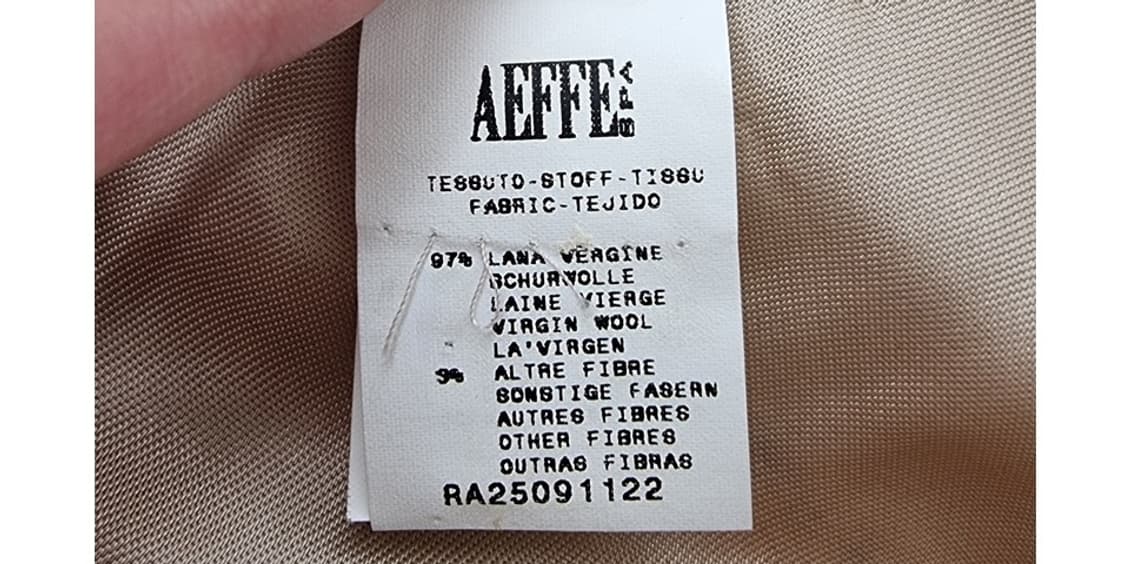 AEFFE SPA
TESSUTO-STOFF-TISSU
FABRIC-TEJIDO
97% LANA VERGINE
SCHURWOLLE
LAINE VIERGE
VIRGIN WOOL
LA'VIRGEN
3% ALTRE FIBRE
SONSTIGE FASERN
AUTRES FIBRES
OTHER FIBRES
OUTRAS FIBRAS
RA25091122